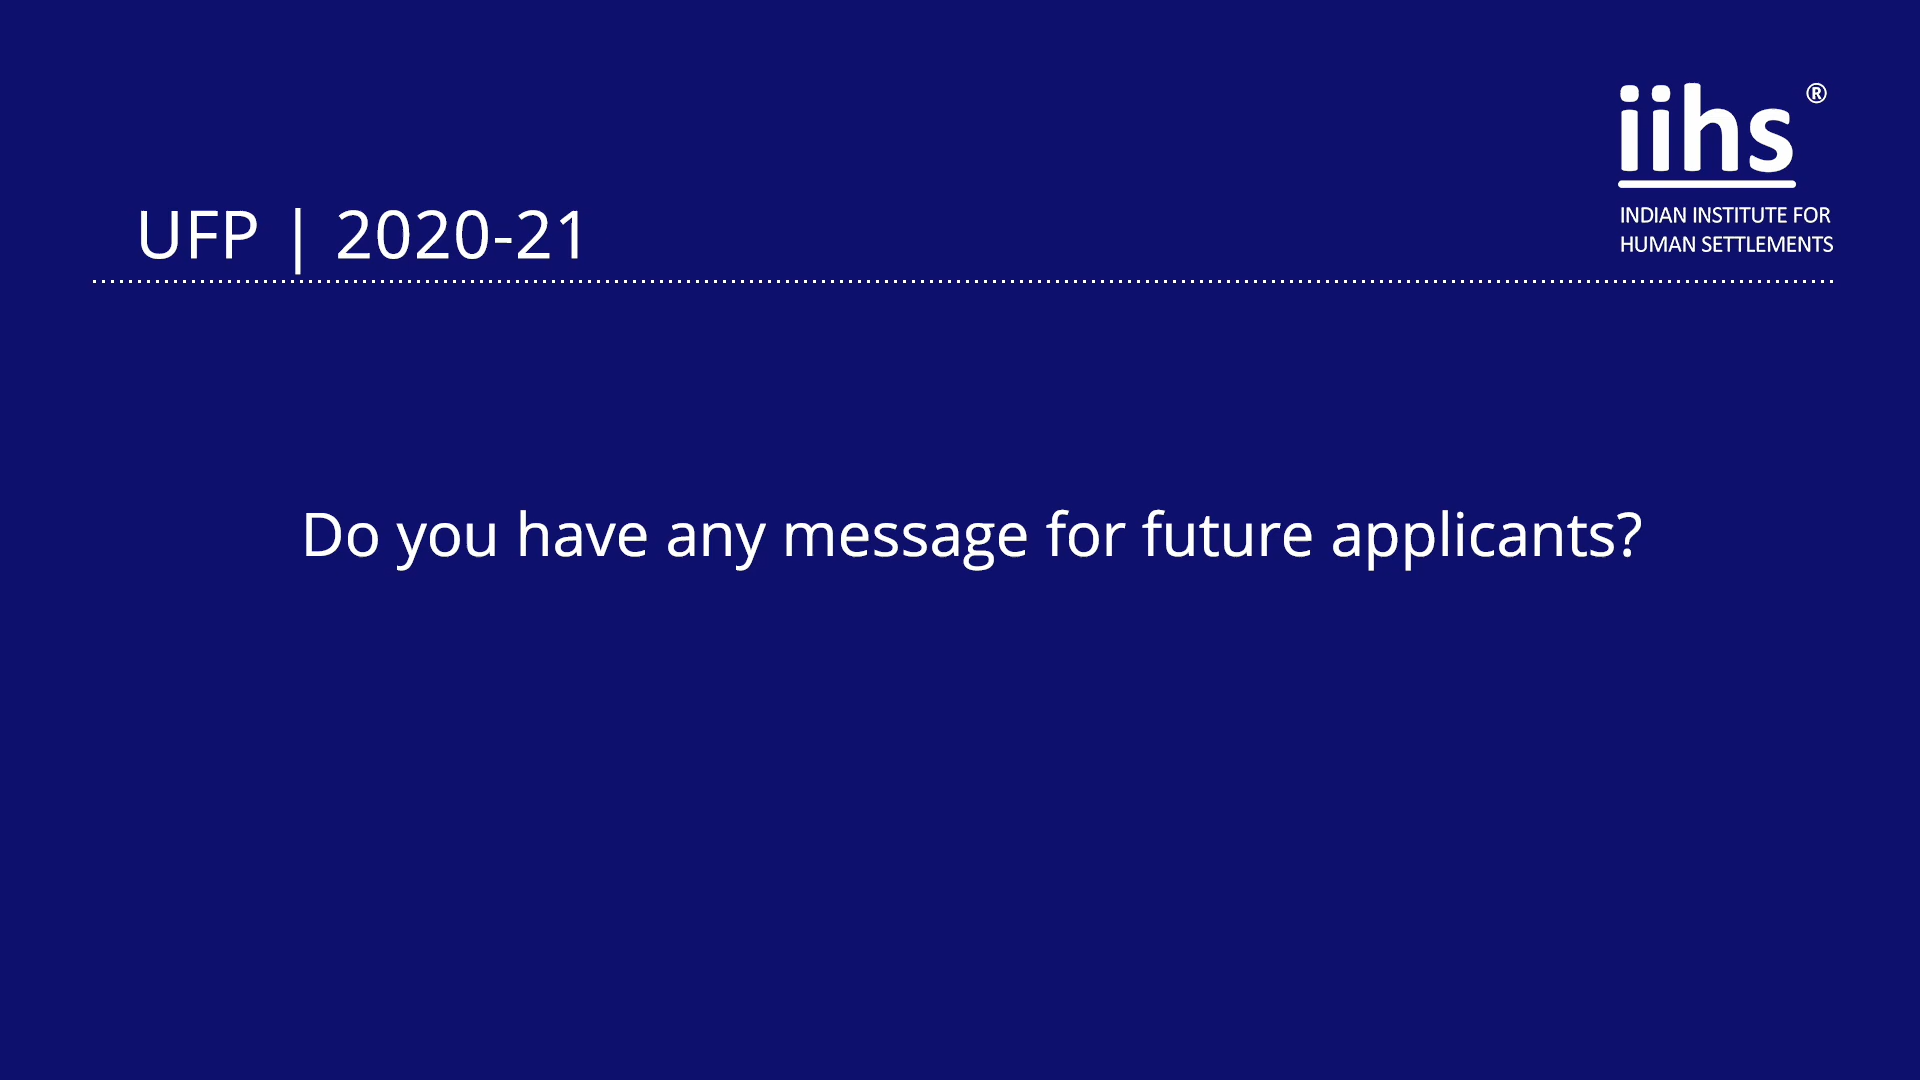 iihs ®
INDIAN INSTITUTE FOR
HUMAN SETTLEMENTS
UFP | 2020-21
Do you have any message for future applicants?